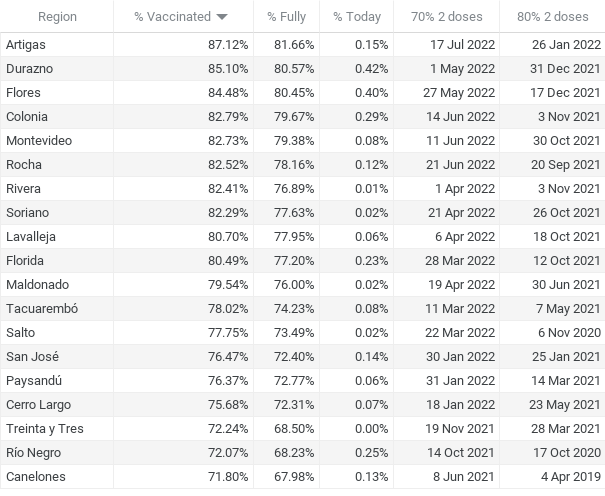 Region % Vaccinated % Fully % Today 70% 2 doses 80% 2 doses
Artigas 87.12% 81.66% 0.15% 17 Jul 2022 26 Jan 2022
Durazno 85.10% 80.57% 0.42% 1 May 2022 31 Dec 2021
Flores 84.48% 80.45% 0.40% 27 May 2022 17 Dec 2021
Colonia 82.79% 79.67% 0.29% 14 Jun 2022 3 Nov 2021
Montevideo 82.73% 79.38% 0.08% 11 Jun 2022 30 Oct 2021
Rocha 82.52% 78.16% 0.12% 21 Jun 2022 20 Sep 2021
Rivera 82.41% 76.89% 0.01% 1 Apr 2022 3 Nov 2021
Soriano 82.29% 77.63% 0.02% 21 Apr 2022 26 Oct 2021
Lavalleja 80.70% 77.95% 0.06% 6 Apr 2022 18 Oct 2021
Florida 80.49% 77.20% 0.23% 28 Mar 2022 12 Oct 2021
Maldonado 79.54% 76.00% 0.02% 19 Apr 2022 30 Jun 2021
Tacuarembó 78.02% 74.23% 0.08% 11 Mar 2022 7 May 2021
Salto 77.75% 73.49% 0.02% 22 Mar 2022 6 Nov 2020
San José 76.47% 72.40% 0.14% 30 Jan 2022 25 Jan 2021
Paysandú 76.37% 72.77% 0.06% 31 Jan 2022 14 Mar 2021
Cerro Largo 75.68% 72.31% 0.07% 18 Jan 2022 23 May 2021
Treinta y Tres 72.24% 68.50% 0.00% 19 Nov 2021 28 Mar 2021
Río Negro 72.07% 68.23% 0.25% 14 Oct 2021 17 Oct 2020
Canelones 71.80% 67.98% 0.13% 8 Jun 2021 4 Apr 2019